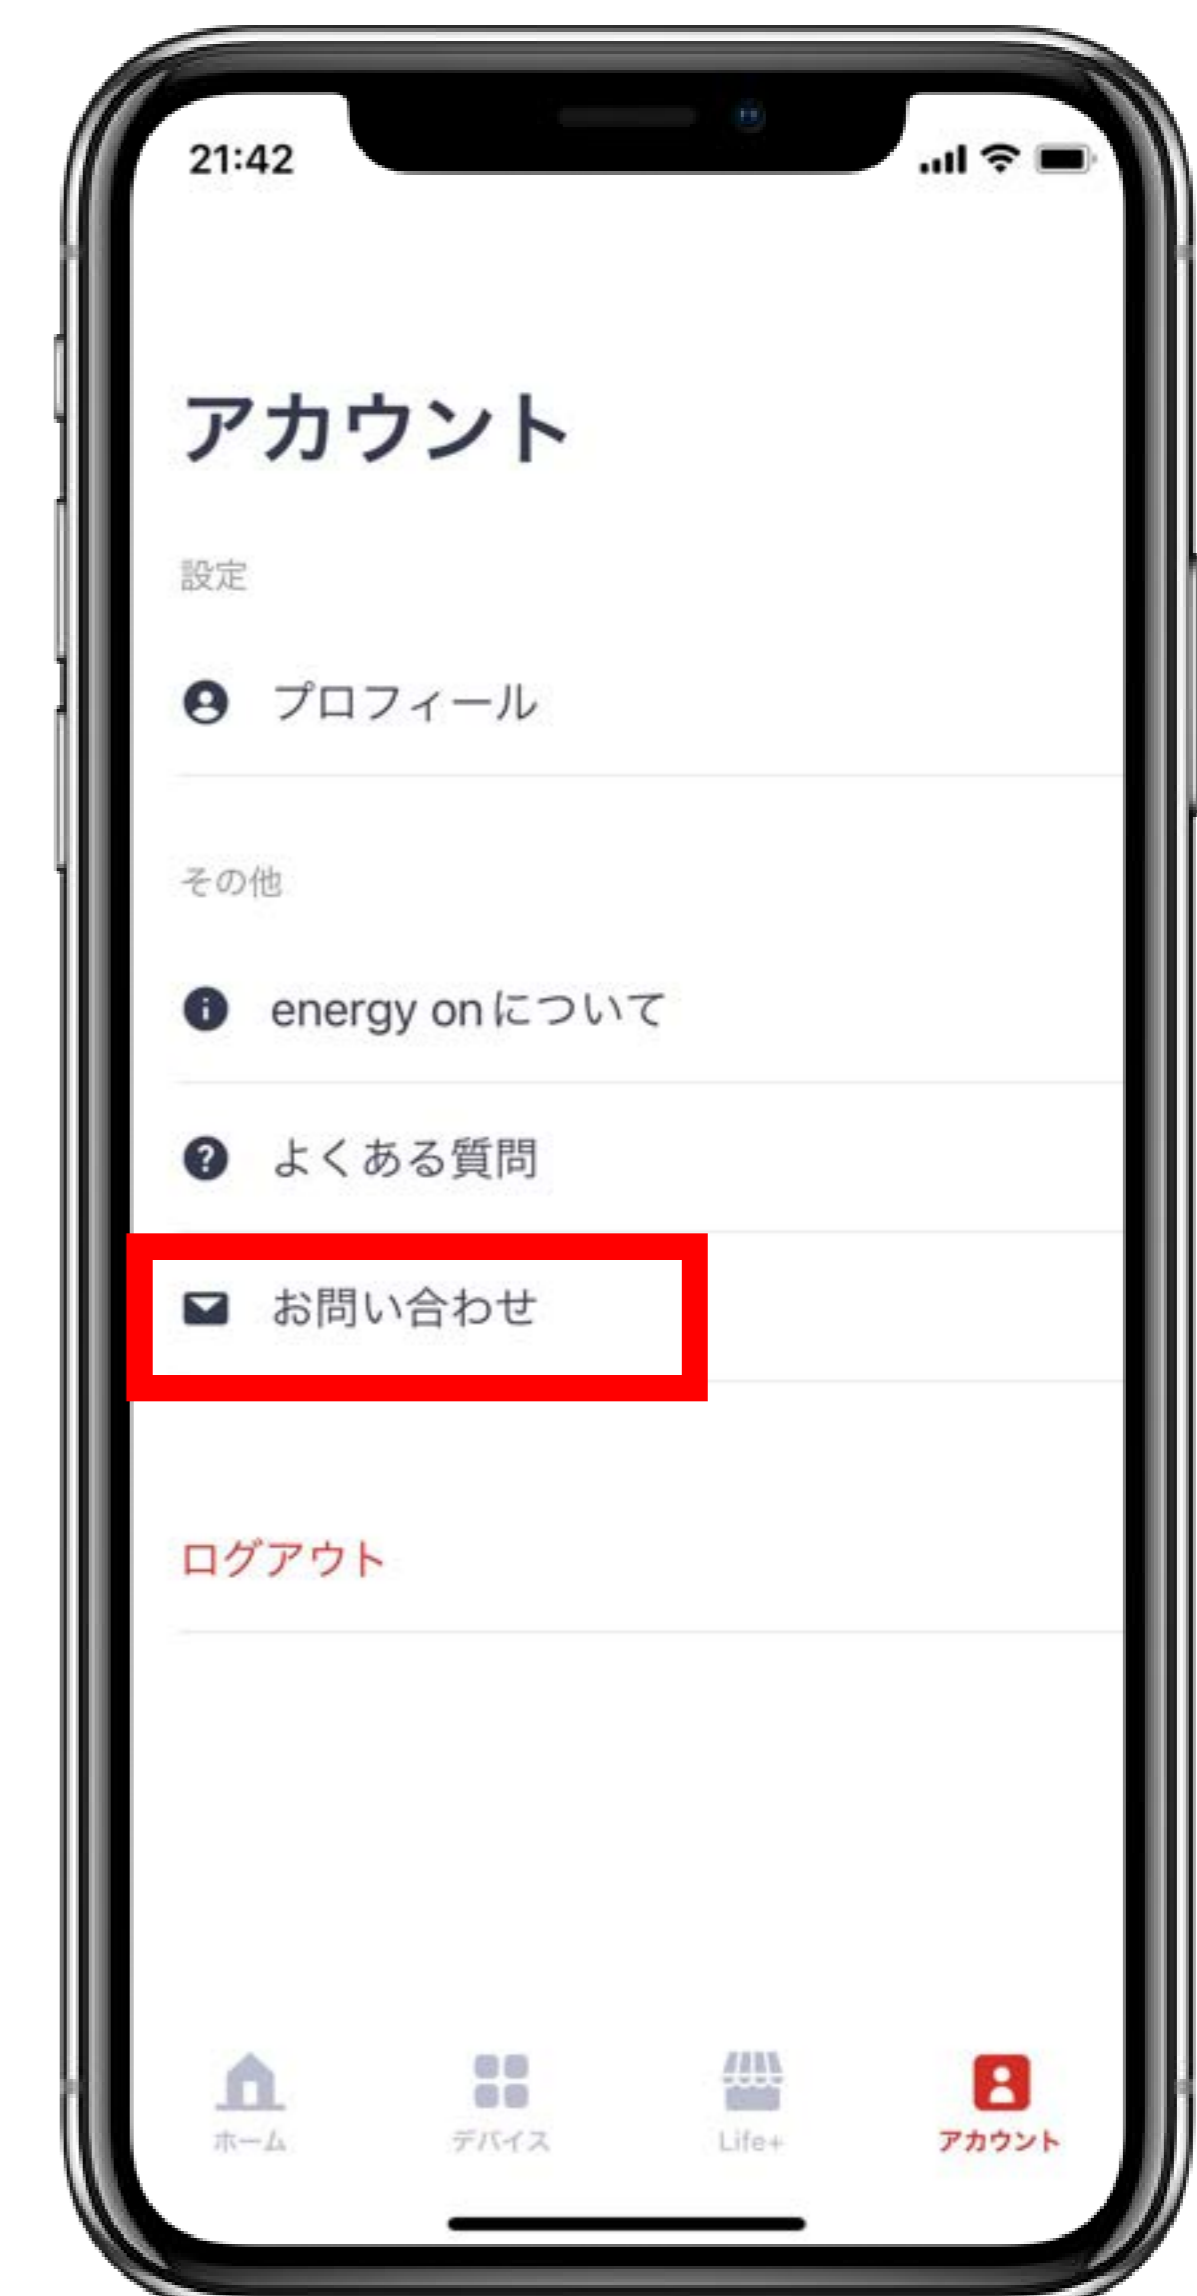 21:42
アカウント
設定
プロフィール
その他
energy onについて
よくある質問
お問い合わせ
ログアウト
ホーム
デバイス
Life+
アカウント